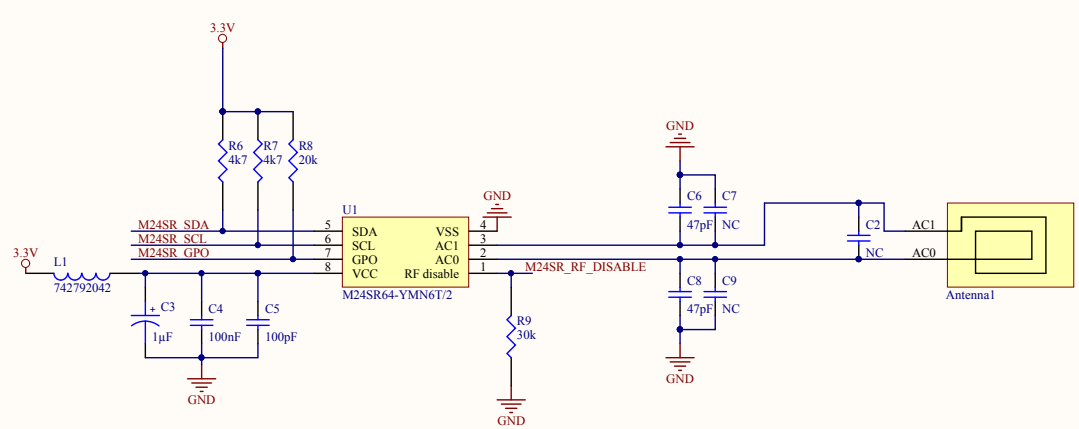 3.3V
R6
4k7
R7
4k7
R8
20k
M24SR_SDA
M24SR_SCL
M24SR_GPO
3.3V
L1
742792042
C3
+
1µF
C4
100nF
C5
100pF
GND
U1
5
6
7
8
SDA
SCL
GPO
VCC
VSS
AC1
AC0
RF disable
4
3
2
1
M24SR64-YMN6T/2
GND
M24SR_RF_DISABLE
R9
30k
GND
GND
C6
47pF
C7
NC
C8
47pF
C9
NC
GND
C2
NC
AC1
AC0
Antenna1